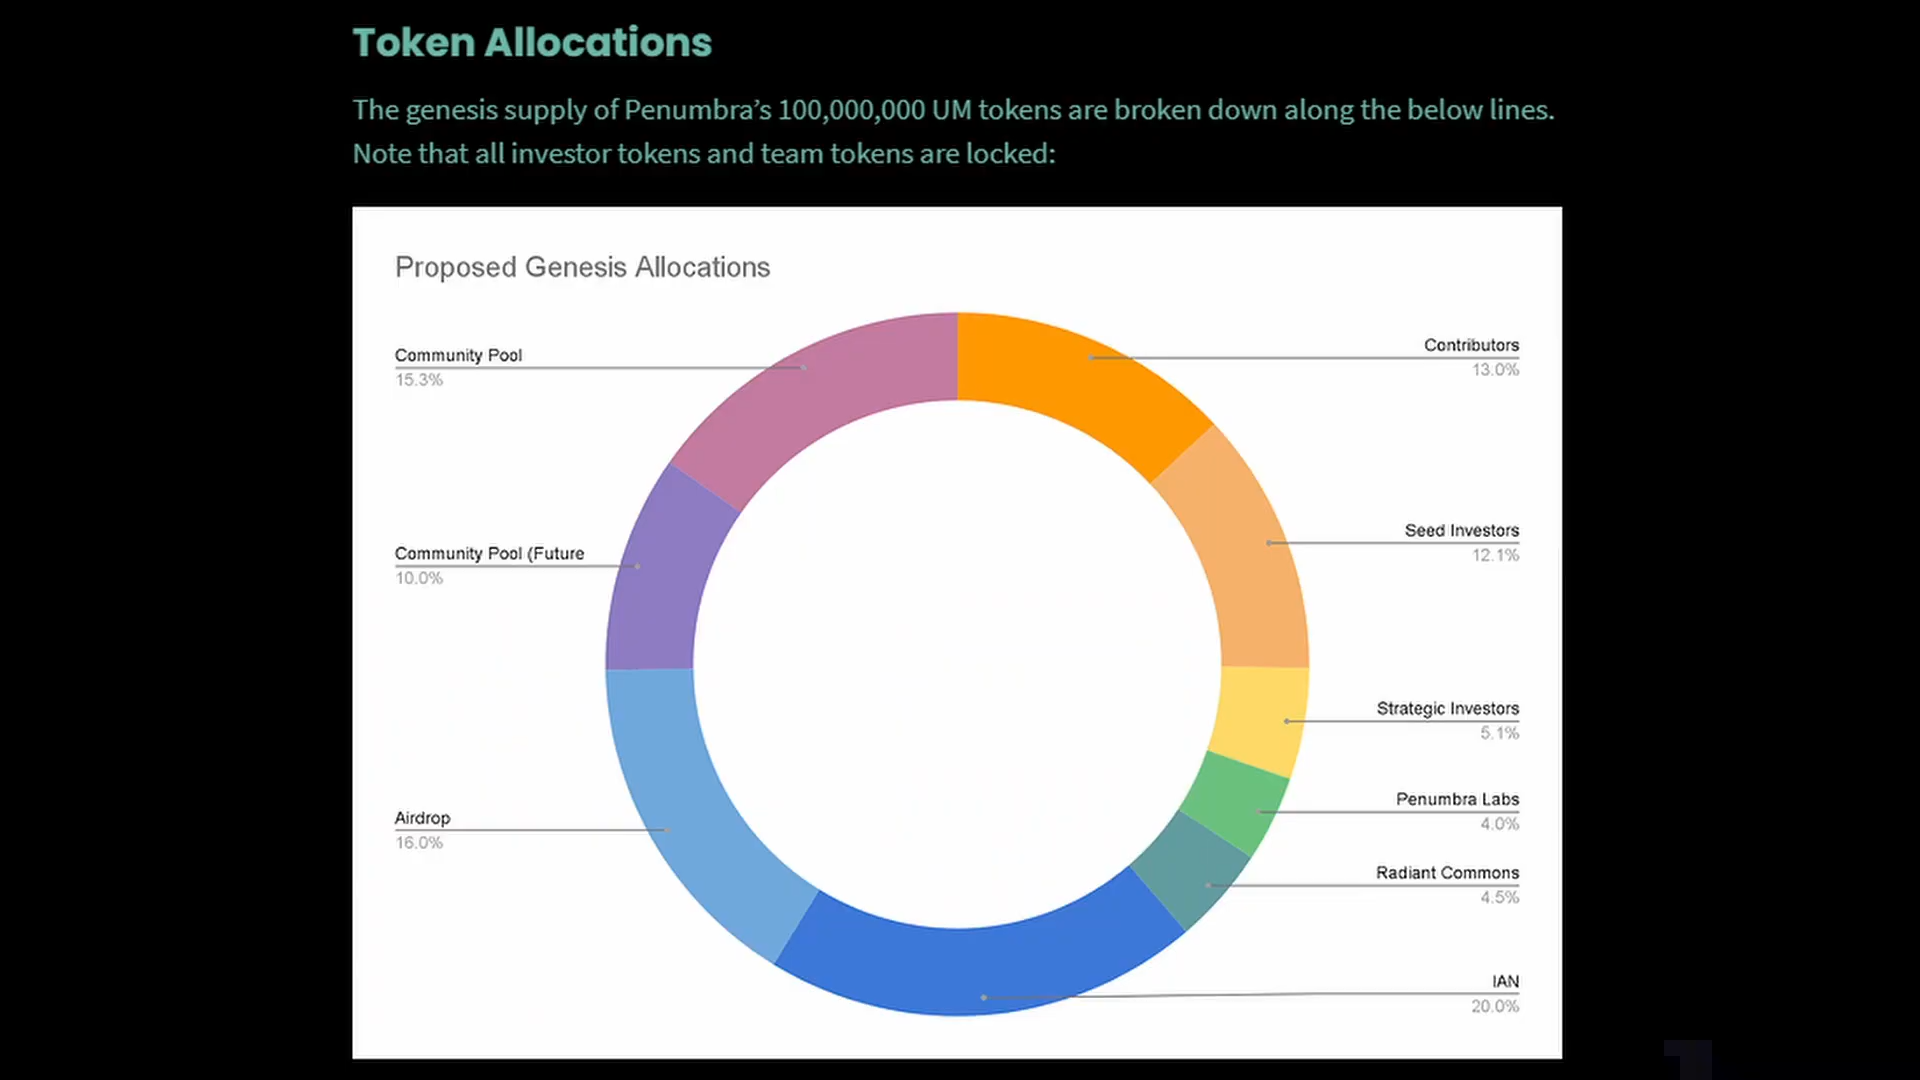 Token Allocations
The genesis supply of Penumbra’s 100,000,000 UM tokens are broken down along the below lines.
Note that all investor tokens and team tokens are locked:
Proposed Genesis Allocations
Community Pool
15.3%
Community Pool (Future
10.0%
Airdrop
16.0%
Contributors
13.0%
Seed Investors
12.1%
Strategic Investors
5.1%
Penumbra Labs
4.0%
Radiant Commons
4.5%
IAN
20.0%